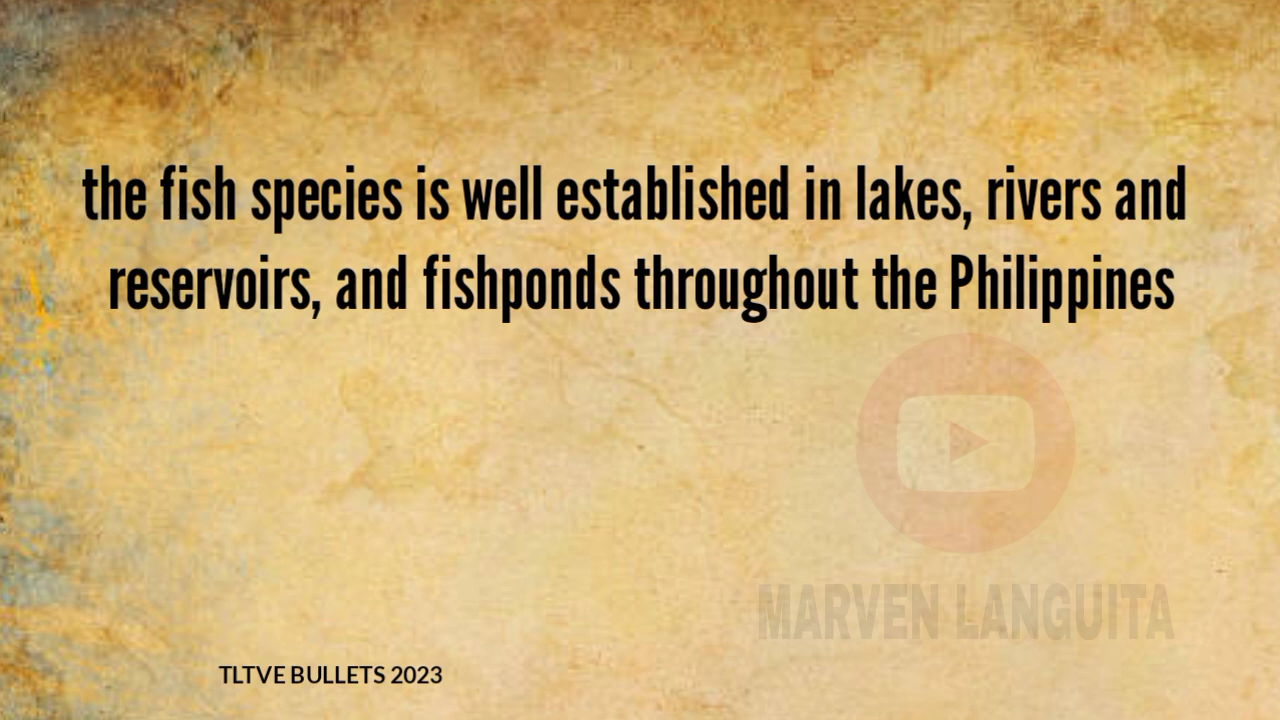 the fish species is well established in lakes, rivers and
reservoirs, and fishponds throughout the Philippines
MARVEN LANGUITA
TLTVE BULLETS 2023